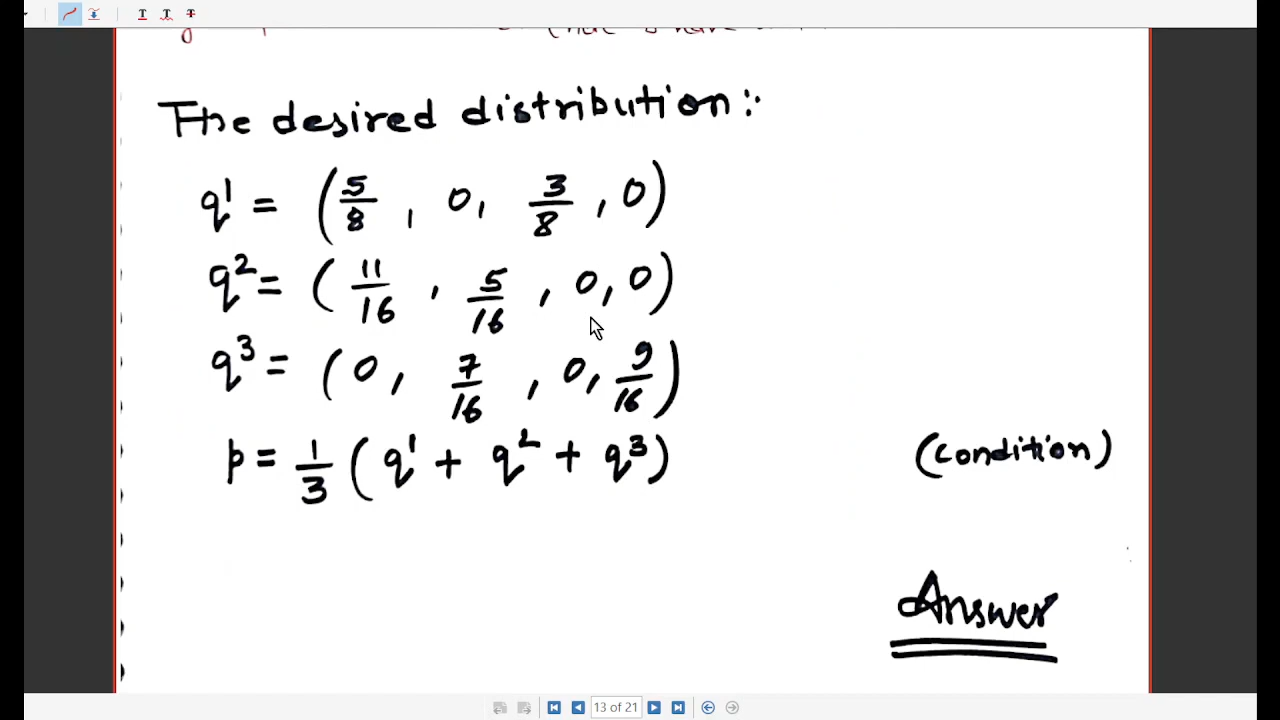 The desired distribution:
q¹ = (5/8, 0, 3/8, 0)
q² = (11/16, 5/16, 0, 0)
q³ = (0, 7/16, 0, 9/16)
p = 1/3 (q¹ + q² + q³) (condition)
Answer
13 of 21